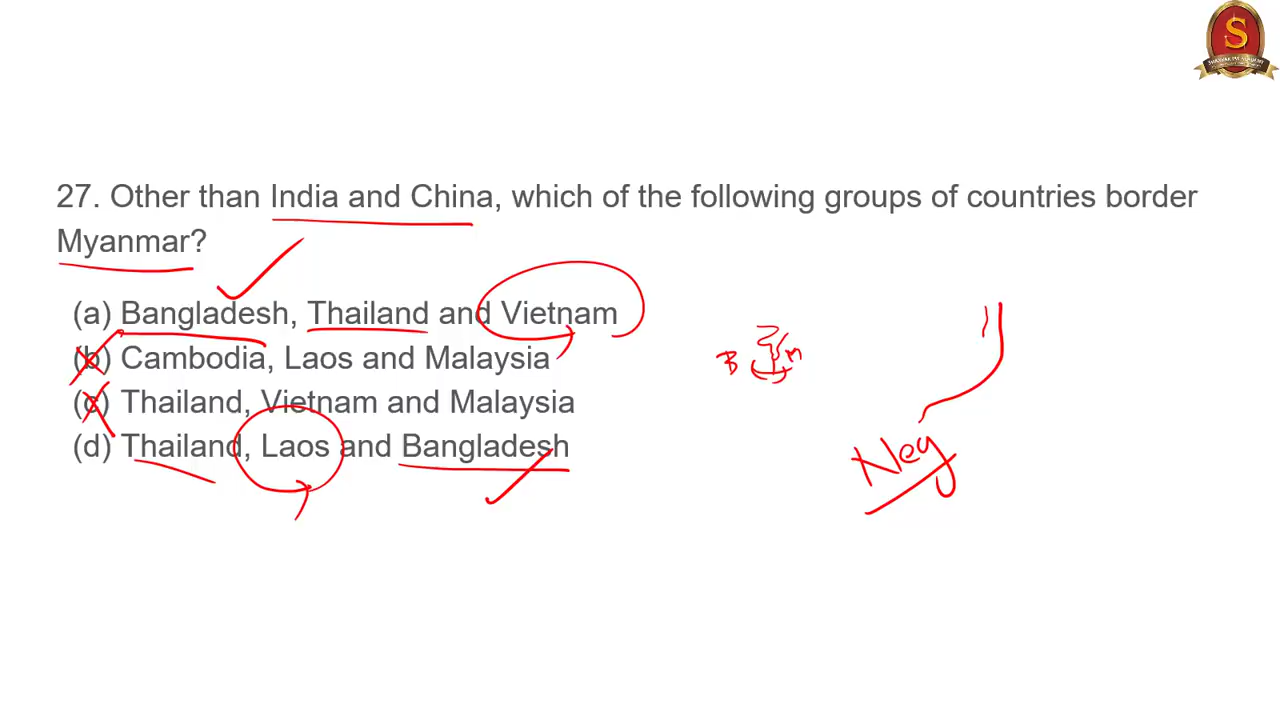 S
27. Other than India and China, which of the following groups of countries border
Myanmar?
(a) Bangladesh, Thailand and Vietnam
(b) Cambodia, Laos and Malaysia
B M
(c) Thailand, Vietnam and Malaysia
(d) Thailand, Laos and Bangladesh
Neg